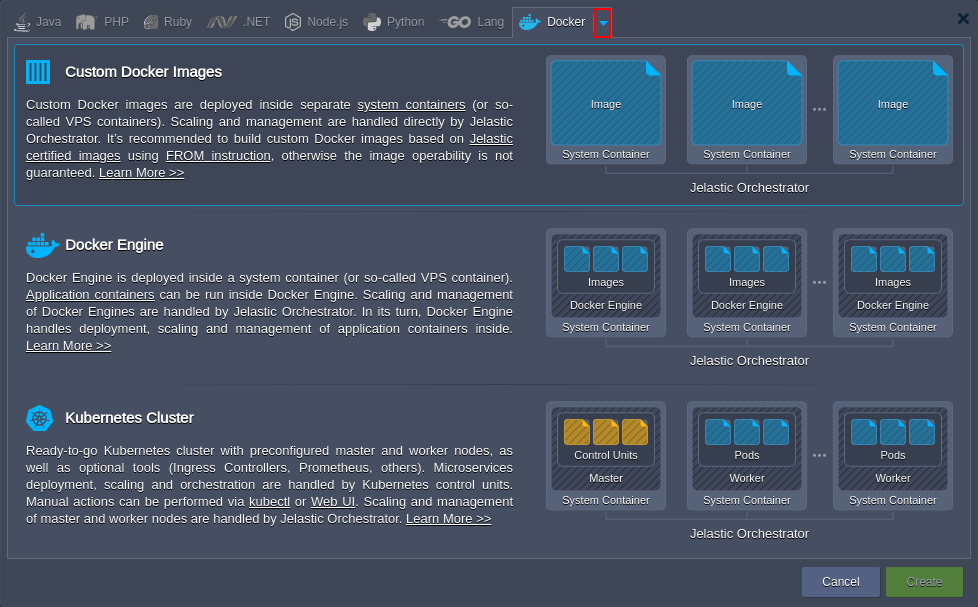 Java PHP Ruby .NET Node.js Python GO Lang Docker
Custom Docker Images
Custom Docker images are deployed inside separate system containers (or so-
called VPS containers). Scaling and management are handled directly by Jelastic
Orchestrator. It's recommended to build custom Docker images based on Jelastic
certified images using FROM instruction, otherwise the image operability is not
guaranteed. Learn More >>
Image Image ... Image
System Container System Container System Container
Jelastic Orchestrator
Docker Engine
Docker Engine is deployed inside a system container (or so-called VPS container).
Application containers can be run inside Docker Engine. Scaling and management
of Docker Engines are handled by Jelastic Orchestrator. In its turn, Docker Engine
handles deployment, scaling and management of application containers inside.
Learn More >>
Images Images ... Images
Docker Engine Docker Engine Docker Engine
System Container System Container System Container
Jelastic Orchestrator
Kubernetes Cluster
Ready-to-go Kubernetes cluster with preconfigured master and worker nodes, as
well as optional tools (Ingress Controllers, Prometheus, others). Microservices
deployment, scaling and orchestration are handled by Kubernetes control units.
Manual actions can be performed via kubectl or Web UI. Scaling and management
of master and worker nodes are handled by Jelastic Orchestrator. Learn More >>
Control Units Pods ... Pods
Master Worker Worker
System Container System Container System Container
Jelastic Orchestrator
Cancel Create